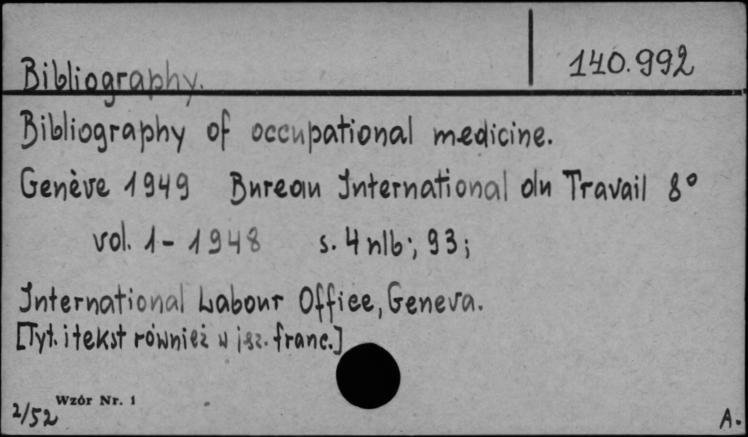 Bibliography. 140.992
Bibliography of occupational medicine.
Genève 1949 Bureau International du Travail 8°
vol. 1 - 1948 s. 4 nlb; 93;
International Labour Office, Geneva.
[Tyt. i tekst również w jęz. franc.]
Wzór Nr. 1
2/52 A.